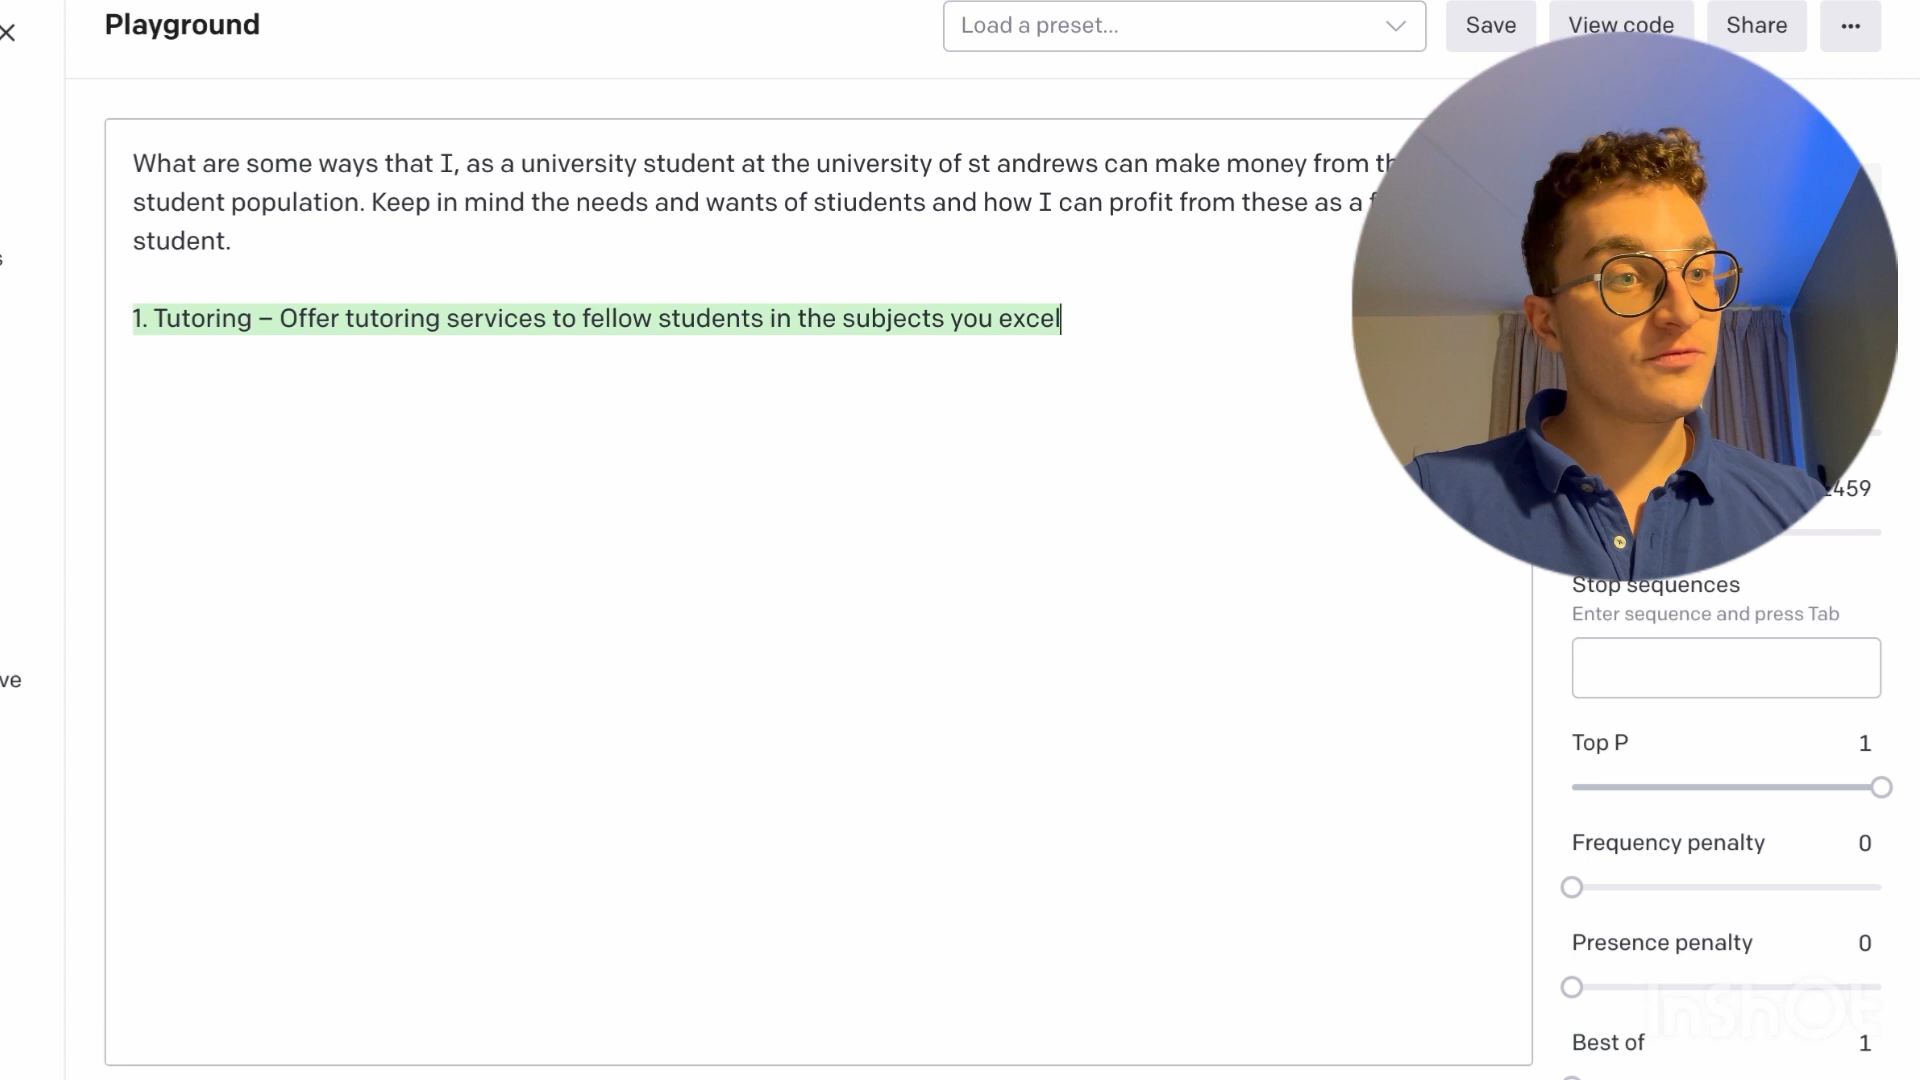 Playground
Load a preset...
Save
View code
Share
What are some ways that I, as a university student at the university of st andrews can make money from
student population. Keep in mind the needs and wants of stiudents and how I can profit from these as a
student.
1. Tutoring – Offer tutoring services to fellow students in the subjects you excel
459
Stop sequences
Enter sequence and press Tab
Top P 1
Frequency penalty 0
Presence penalty 0
Best of 1
ve
InShOt